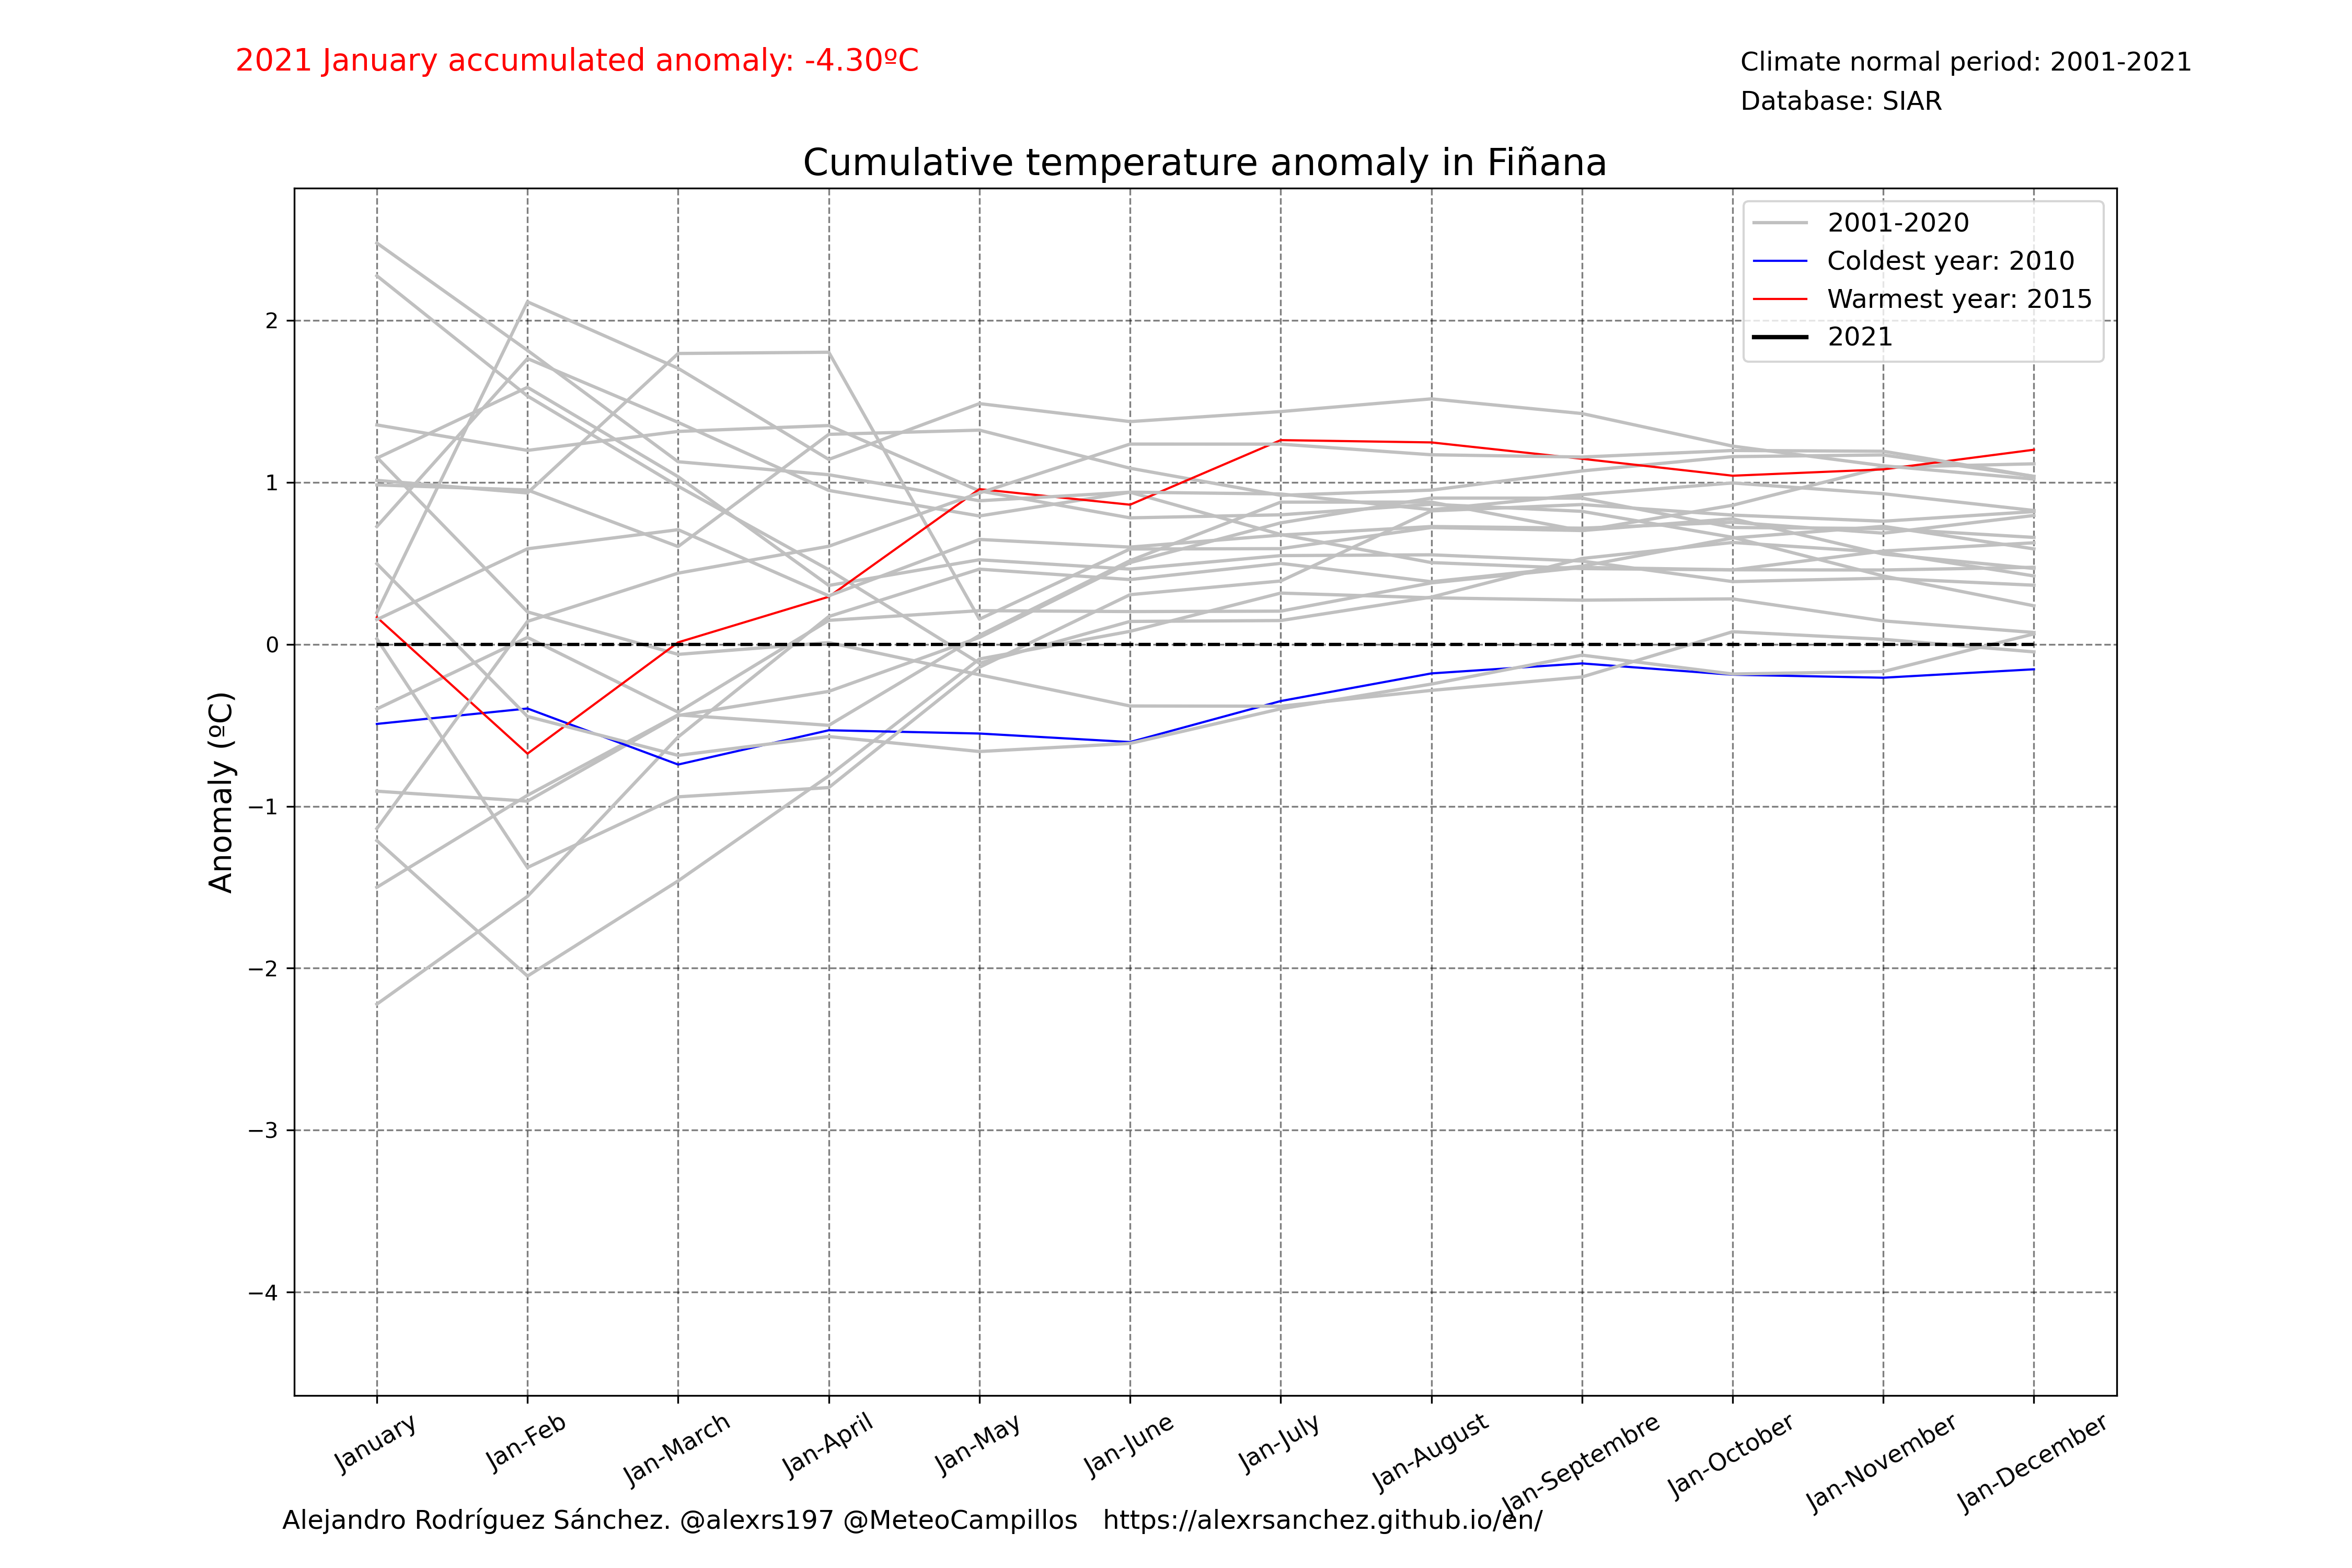 2021 January accumulated anomaly: -4.30ºC
Climate normal period: 2001-2021
Database: SIAR
Cumulative temperature anomaly in Fiñana
2001-2020
Coldest year: 2010
Warmest year: 2015
2021
2
1
0
−1
−2
−3
−4
Anomaly (ºC)
January
Jan-Feb
Jan-March
Jan-April
Jan-May
Jan-June
Jan-July
Jan-August
Jan-Septembre
Jan-October
Jan-November
Jan-December
Alejandro Rodríguez Sánchez. @alexrs197 @MeteoCampillos   https://alexrsanchez.github.io/en/